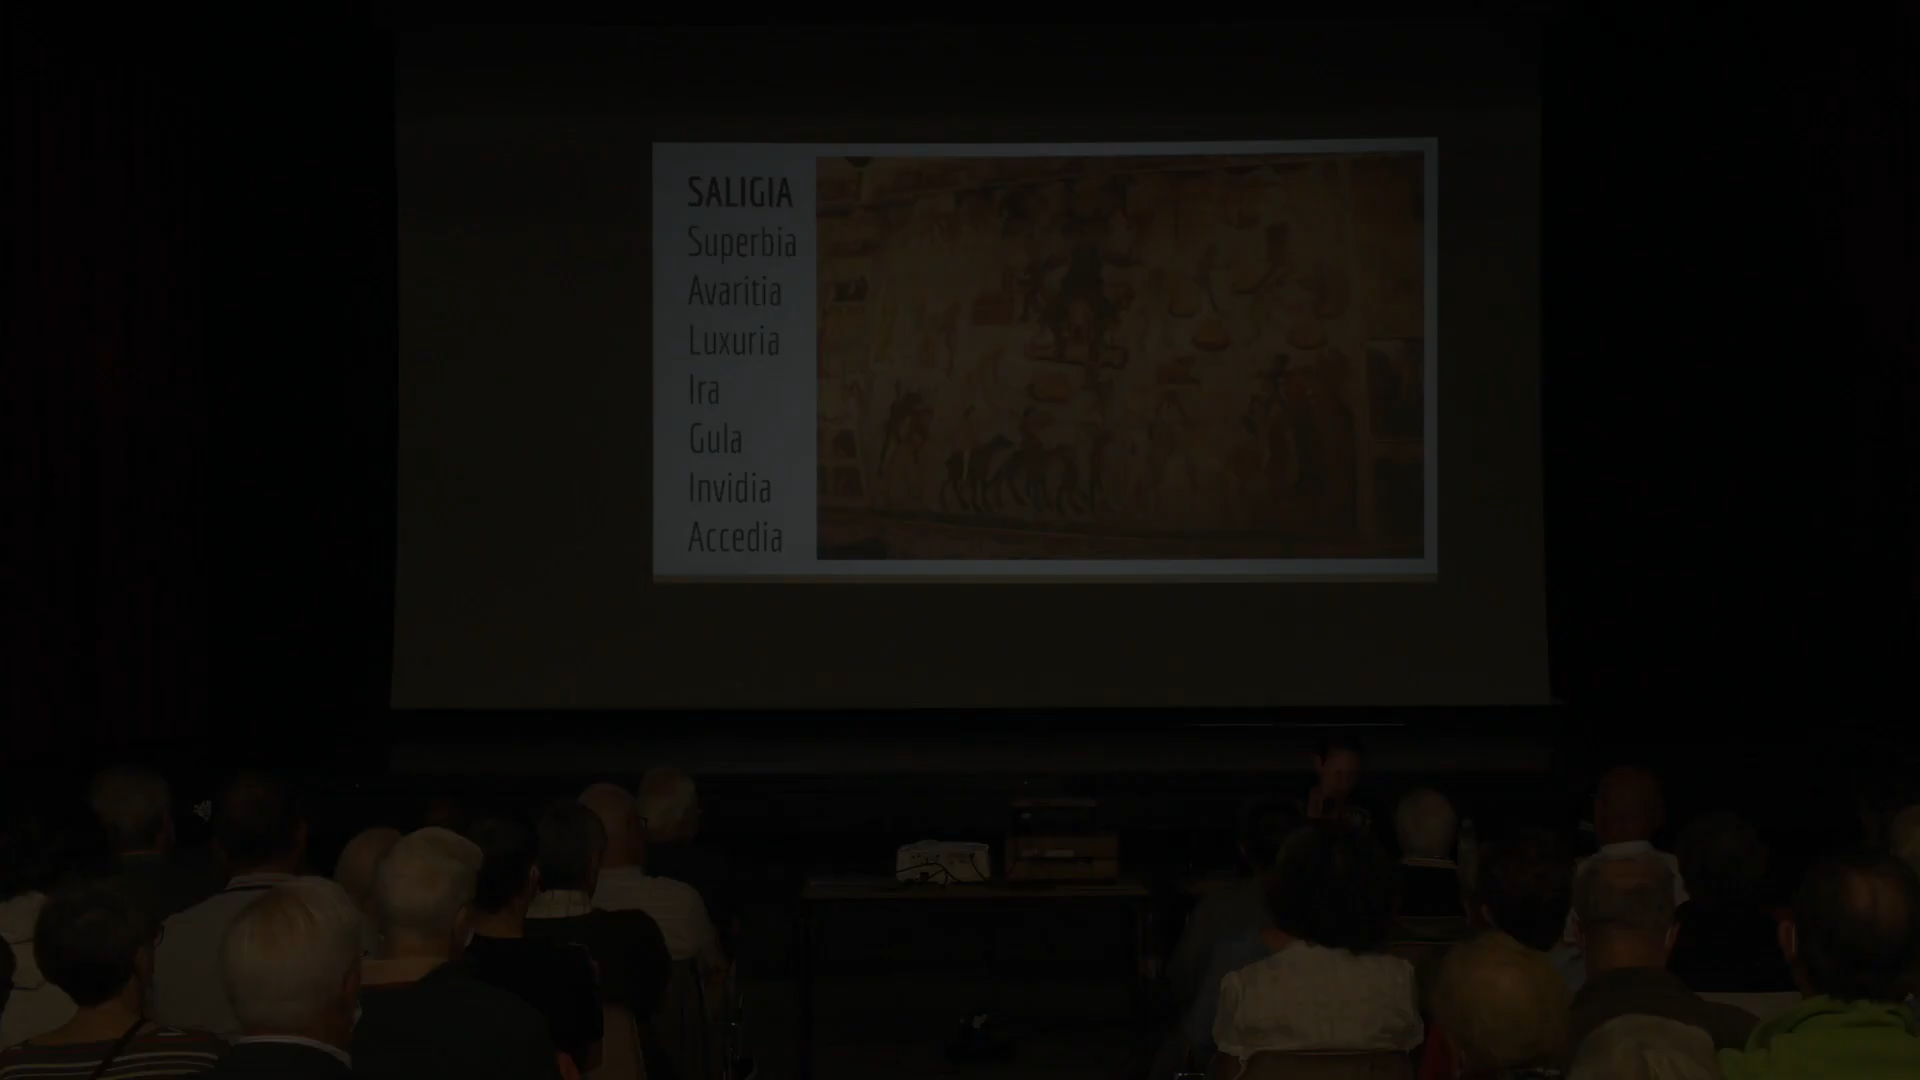 SALIGIA
Superbia
Avaritia
Luxuria
Ira
Gula
Invidia
Accedia